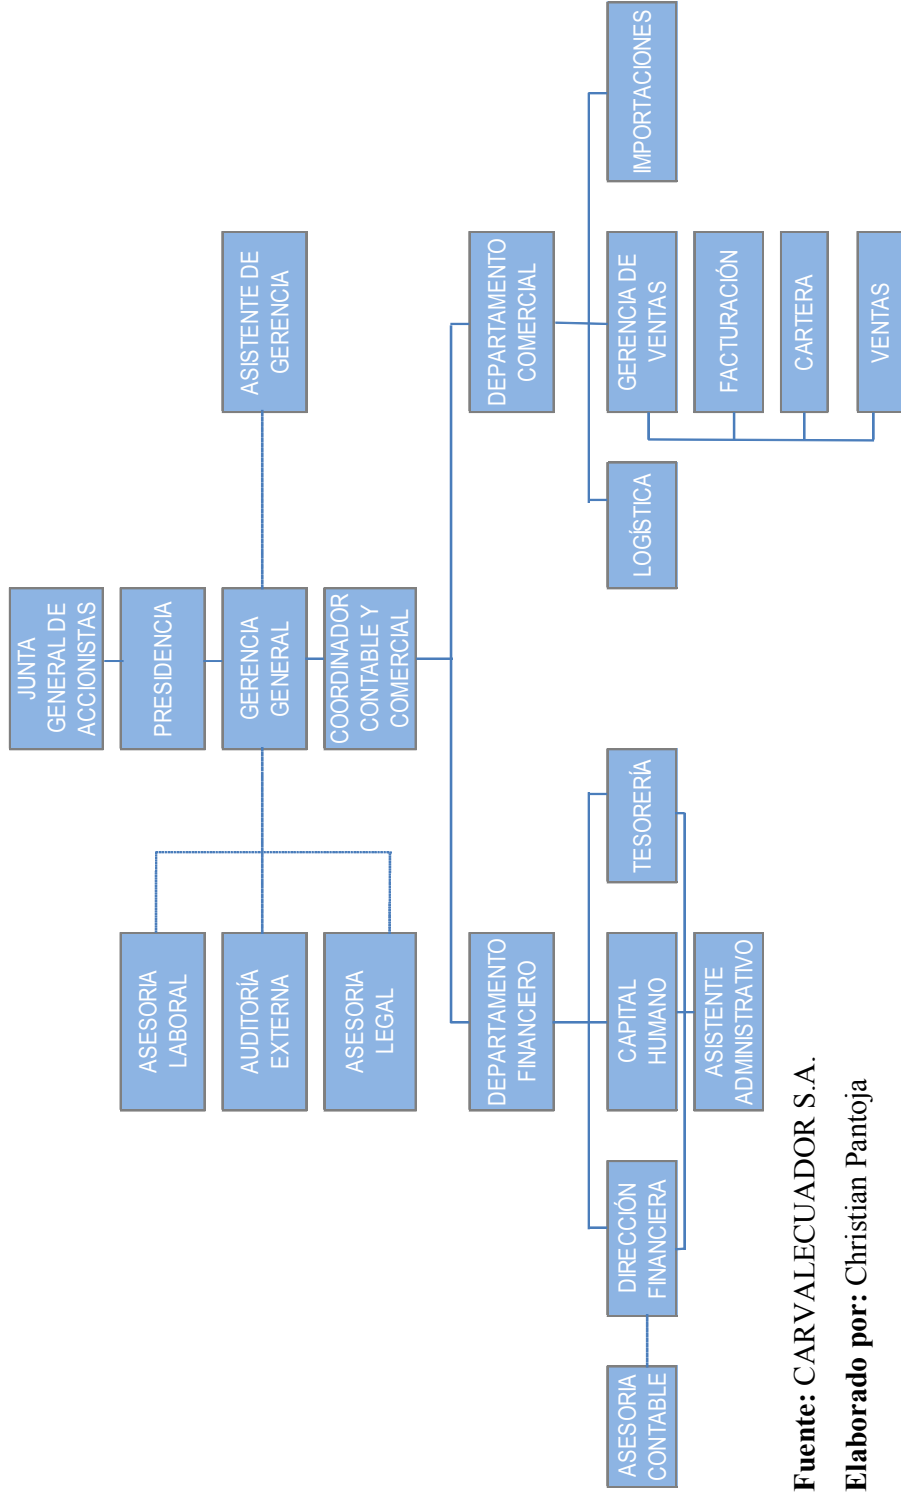 JUNTA
GENERAL DE
ACCIONISTAS
PRESIDENCIA
ASESORIA
LABORAL
AUDITORÍA
EXTERNA
ASESORIA
LEGAL
GERENCIA
GENERAL
ASISTENTE DE
GERENCIA
COORDINADOR
CONTABLE Y
COMERCIAL
DEPARTAMENTO
FINANCIERO
DEPARTAMENTO
COMERCIAL
ASESORIA
CONTABLE
DIRECCIÓN
FINANCIERA
CAPITAL
HUMANO
TESORERÍA
LOGÍSTICA
GERENCIA DE
VENTAS
IMPORTACIONES
ASISTENTE
ADMINISTRATIVO
FACTURACIÓN
CARTERA
VENTAS
Fuente: CARVALECUADOR S.A.
Elaborado por: Christian Pantoja